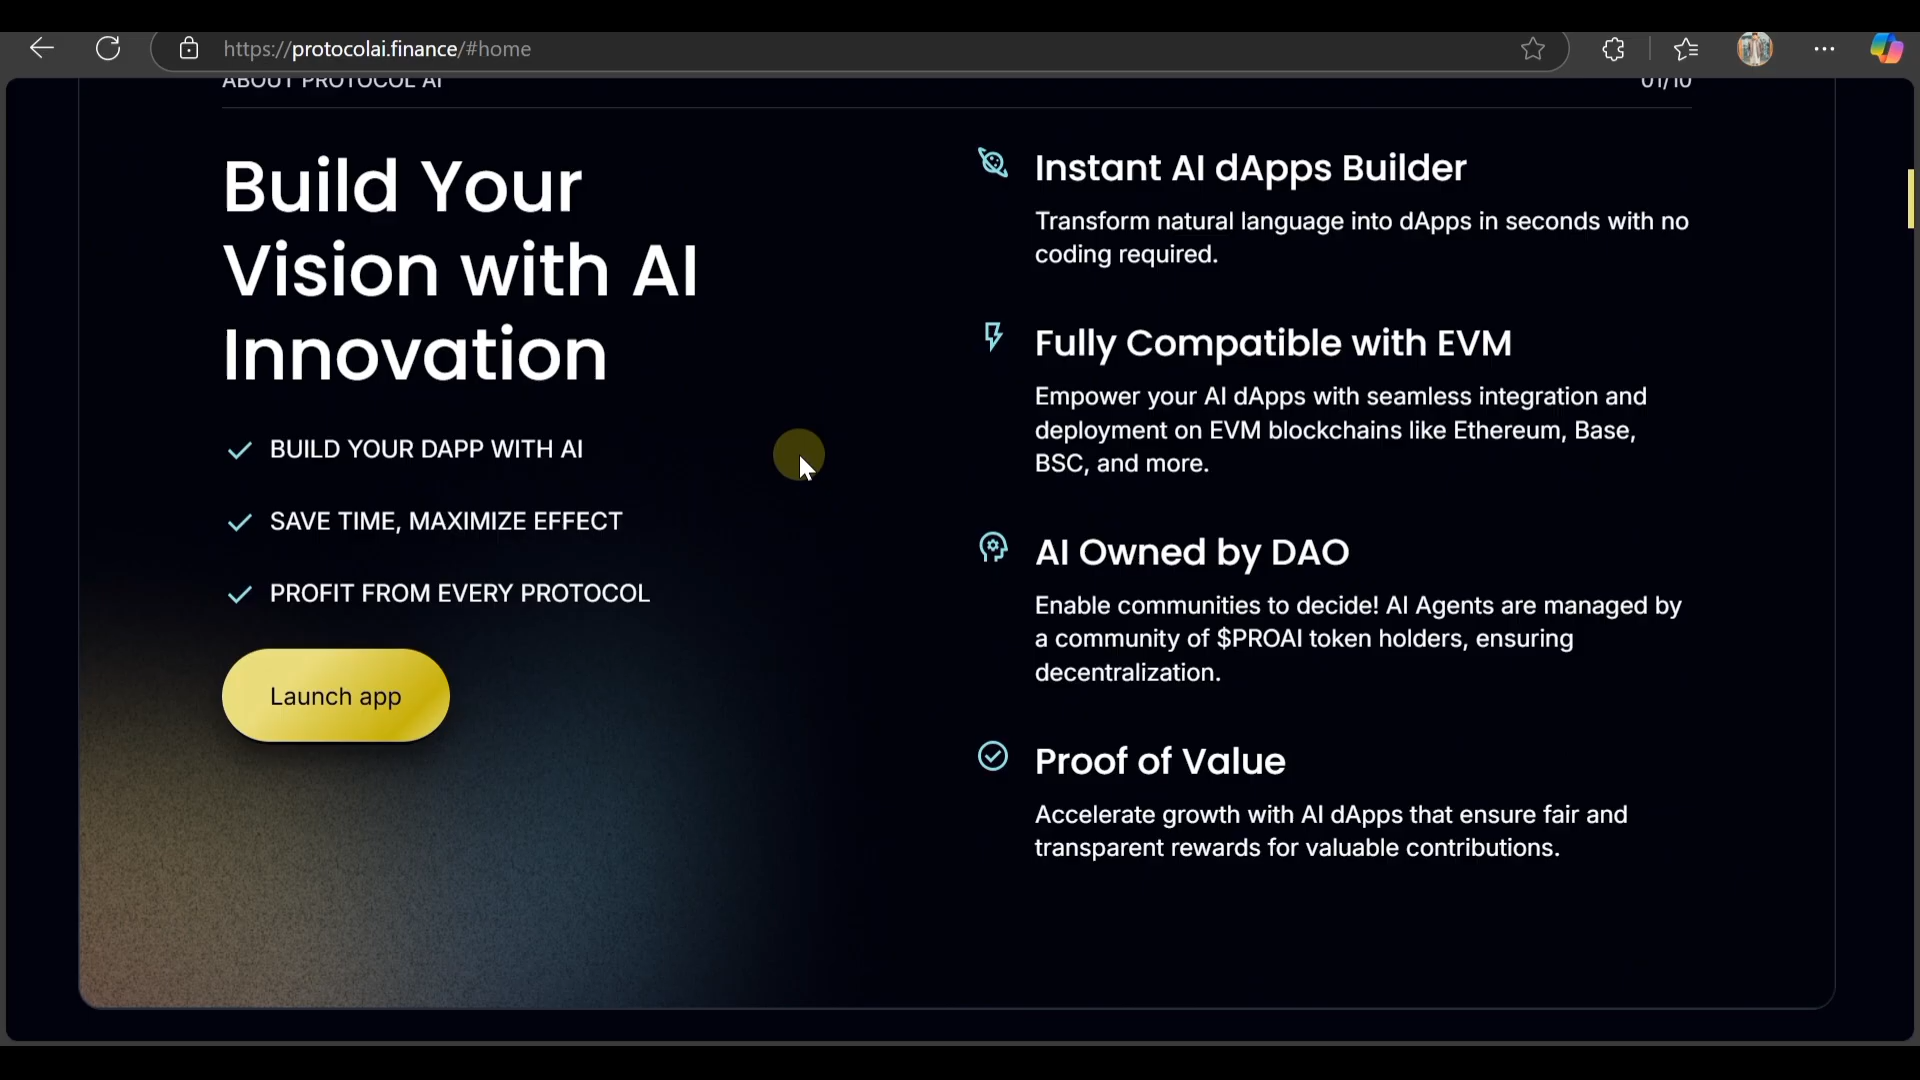 https://protocolai.finance/#home
ABOUT PROTOCOL AI
01/10
Build Your
Vision with AI
Innovation
BUILD YOUR DAPP WITH AI
SAVE TIME, MAXIMIZE EFFECT
PROFIT FROM EVERY PROTOCOL
Launch app
Instant AI dApps Builder
Transform natural language into dApps in seconds with no
coding required.
Fully Compatible with EVM
Empower your AI dApps with seamless integration and
deployment on EVM blockchains like Ethereum, Base,
BSC, and more.
AI Owned by DAO
Enable communities to decide! AI Agents are managed by
a community of $PROAI token holders, ensuring
decentralization.
Proof of Value
Accelerate growth with AI dApps that ensure fair and
transparent rewards for valuable contributions.